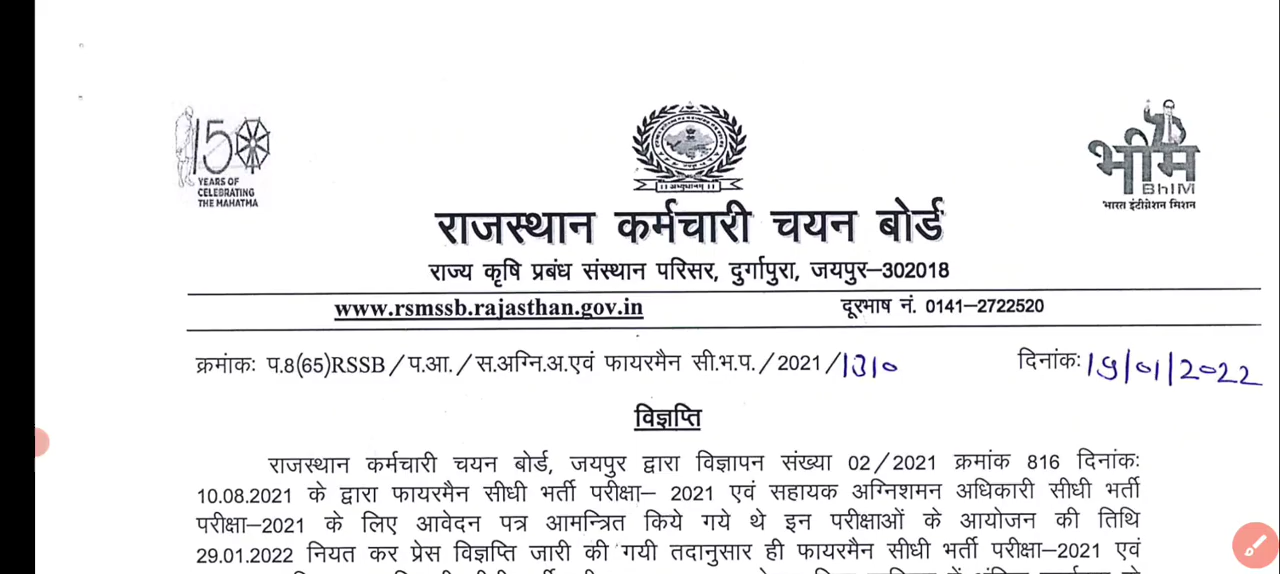 150
YEARS OF
CELEBRATING
THE MAHATMA
भीम
BhIM
भारत इंटीग्रेशन मिशन
राजस्थान कर्मचारी चयन बोर्ड
राज्य कृषि प्रबंध संस्थान परिसर, दुर्गापुरा, जयपुर–302018
www.rsmssb.rajasthan.gov.in दूरभाष नं. 0141–2722520
क्रमांकः प.8(65)RSSB/प.आ./स.अग्नि.अ.एवं फायरमैन सी.भ.प./2021/1310 दिनांकः 19/01/2022
विज्ञप्ति
राजस्थान कर्मचारी चयन बोर्ड, जयपुर द्वारा विज्ञापन संख्या 02/2021 क्रमांक 816 दिनांकः
10.08.2021 के द्वारा फायरमैन सीधी भर्ती परीक्षा– 2021 एवं सहायक अग्निशमन अधिकारी सीधी भर्ती
परीक्षा–2021 के लिए आवेदन पत्र आमन्त्रित किये गये थे इन परीक्षाओं के आयोजन की तिथि
29.01.2022 नियत कर प्रेस विज्ञप्ति जारी की गयी तदानुसार ही फायरमैन सीधी भर्ती परीक्षा–2021 एवं